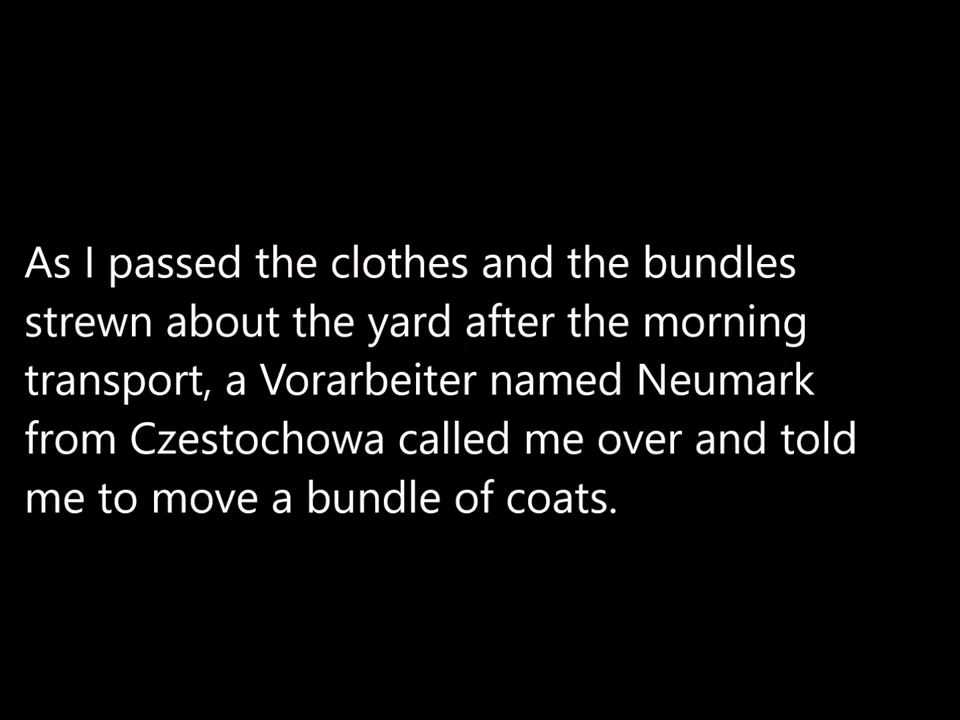 As I passed the clothes and the bundles
strewn about the yard after the morning
transport, a Vorarbeiter named Neumark
from Czestochowa called me over and told
me to move a bundle of coats.